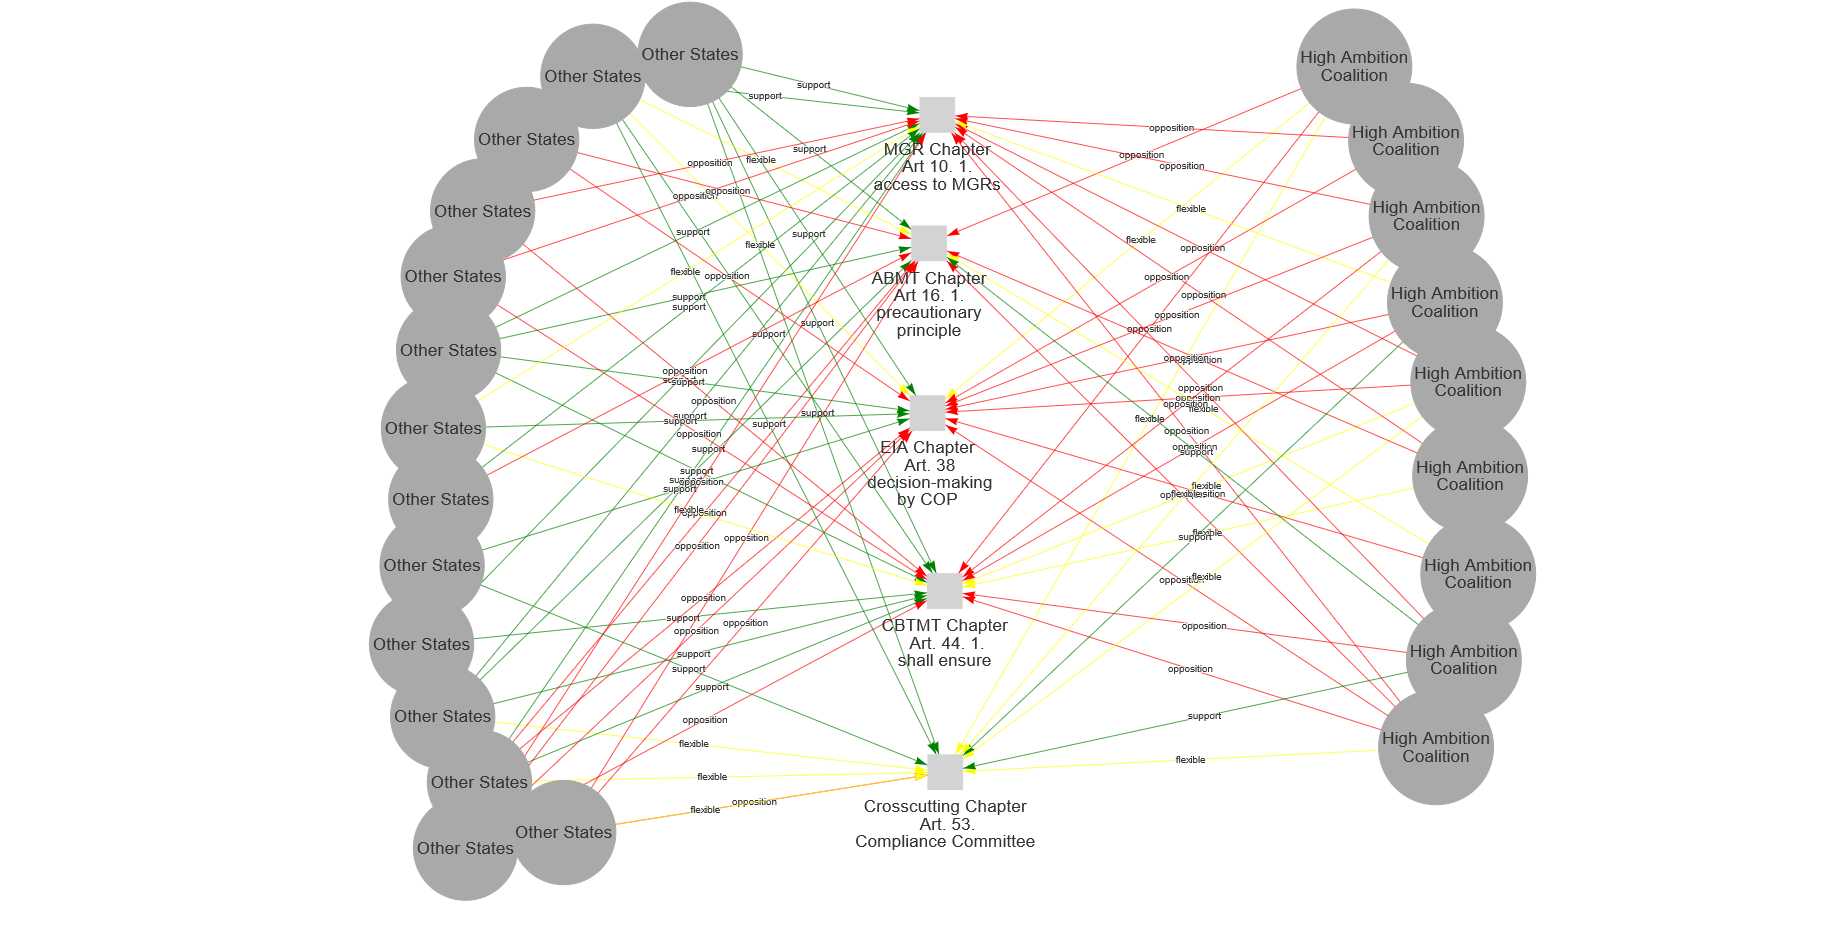 Other States
Other States
Other States
Other States
Other States
Other States
Other States
Other States
Other States
Other States
Other States
Other States
Other States
Other States
MGR Chapter
Art 10. 1.
access to MGRs
ABMT Chapter
Art 16. 1.
precautionary
principle
EIA Chapter
Art. 38
decision-making
by COP
CBTMT Chapter
Art. 44. 1.
shall ensure
Crosscutting Chapter
Art. 53.
Compliance Committee
High Ambition
Coalition
High Ambition
Coalition
High Ambition
Coalition
High Ambition
Coalition
High Ambition
Coalition
High Ambition
Coalition
High Ambition
Coalition
High Ambition
Coalition
High Ambition
Coalition
support
support
support
flexible
opposition
opposition
support
support
flexible
flexible
opposition
support
support
support
support
opposition
support
opposition
support
support
support
opposition
support
support
support
flexible
opposition
opposition
opposition
support
opposition
opposition
support
support
support
opposition
flexible
flexible
opposition
flexible
opposition
opposition
opposition
flexible
flexible
opposition
opposition
opposition
opposition
opposition
opposition
opposition
opposition
flexible
flexible
opposition
support
flexible
flexible
flexible
support
opposition
flexible
opposition
opposition
support
flexible